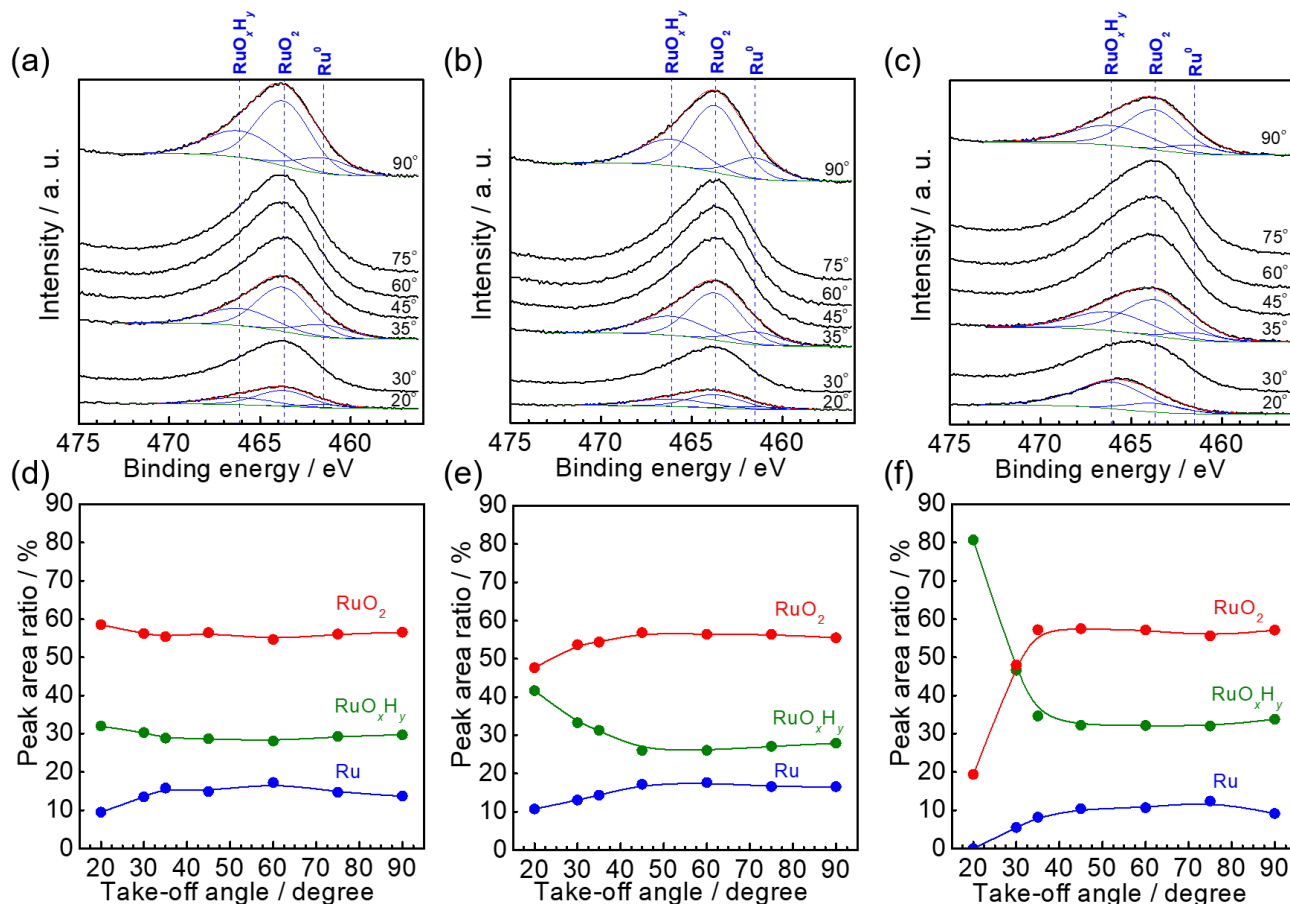 (a)
RuOxHy
RuO2
Ru0
90°
75°
60°
45°
35°
30°
20°
Intensity / a. u.
475 470 465 460
Binding energy / eV
(b)
RuOxHy
RuO2
Ru0
90°
75°
60°
45°
35°
30°
20°
Intensity / a. u.
475 470 465 460
Binding energy / eV
(c)
RuOxHy
RuO2
Ru0
90°
75°
60°
45°
35°
30°
20°
Intensity / a. u.
475 470 465 460
Binding energy / eV
(d)
90
80
70
60
50
40
30
20
10
0
Peak area ratio / %
RuO2
RuOxHy
Ru
20 30 40 50 60 70 80 90
Take-off angle / degree
(e)
90
80
70
60
50
40
30
20
10
0
Peak area ratio / %
RuO2
RuOxHy
Ru
20 30 40 50 60 70 80 90
Take-off angle / degree
(f)
90
80
70
60
50
40
30
20
10
0
Peak area ratio / %
RuO2
RuOxHy
Ru
20 30 40 50 60 70 80 90
Take-off angle / degree